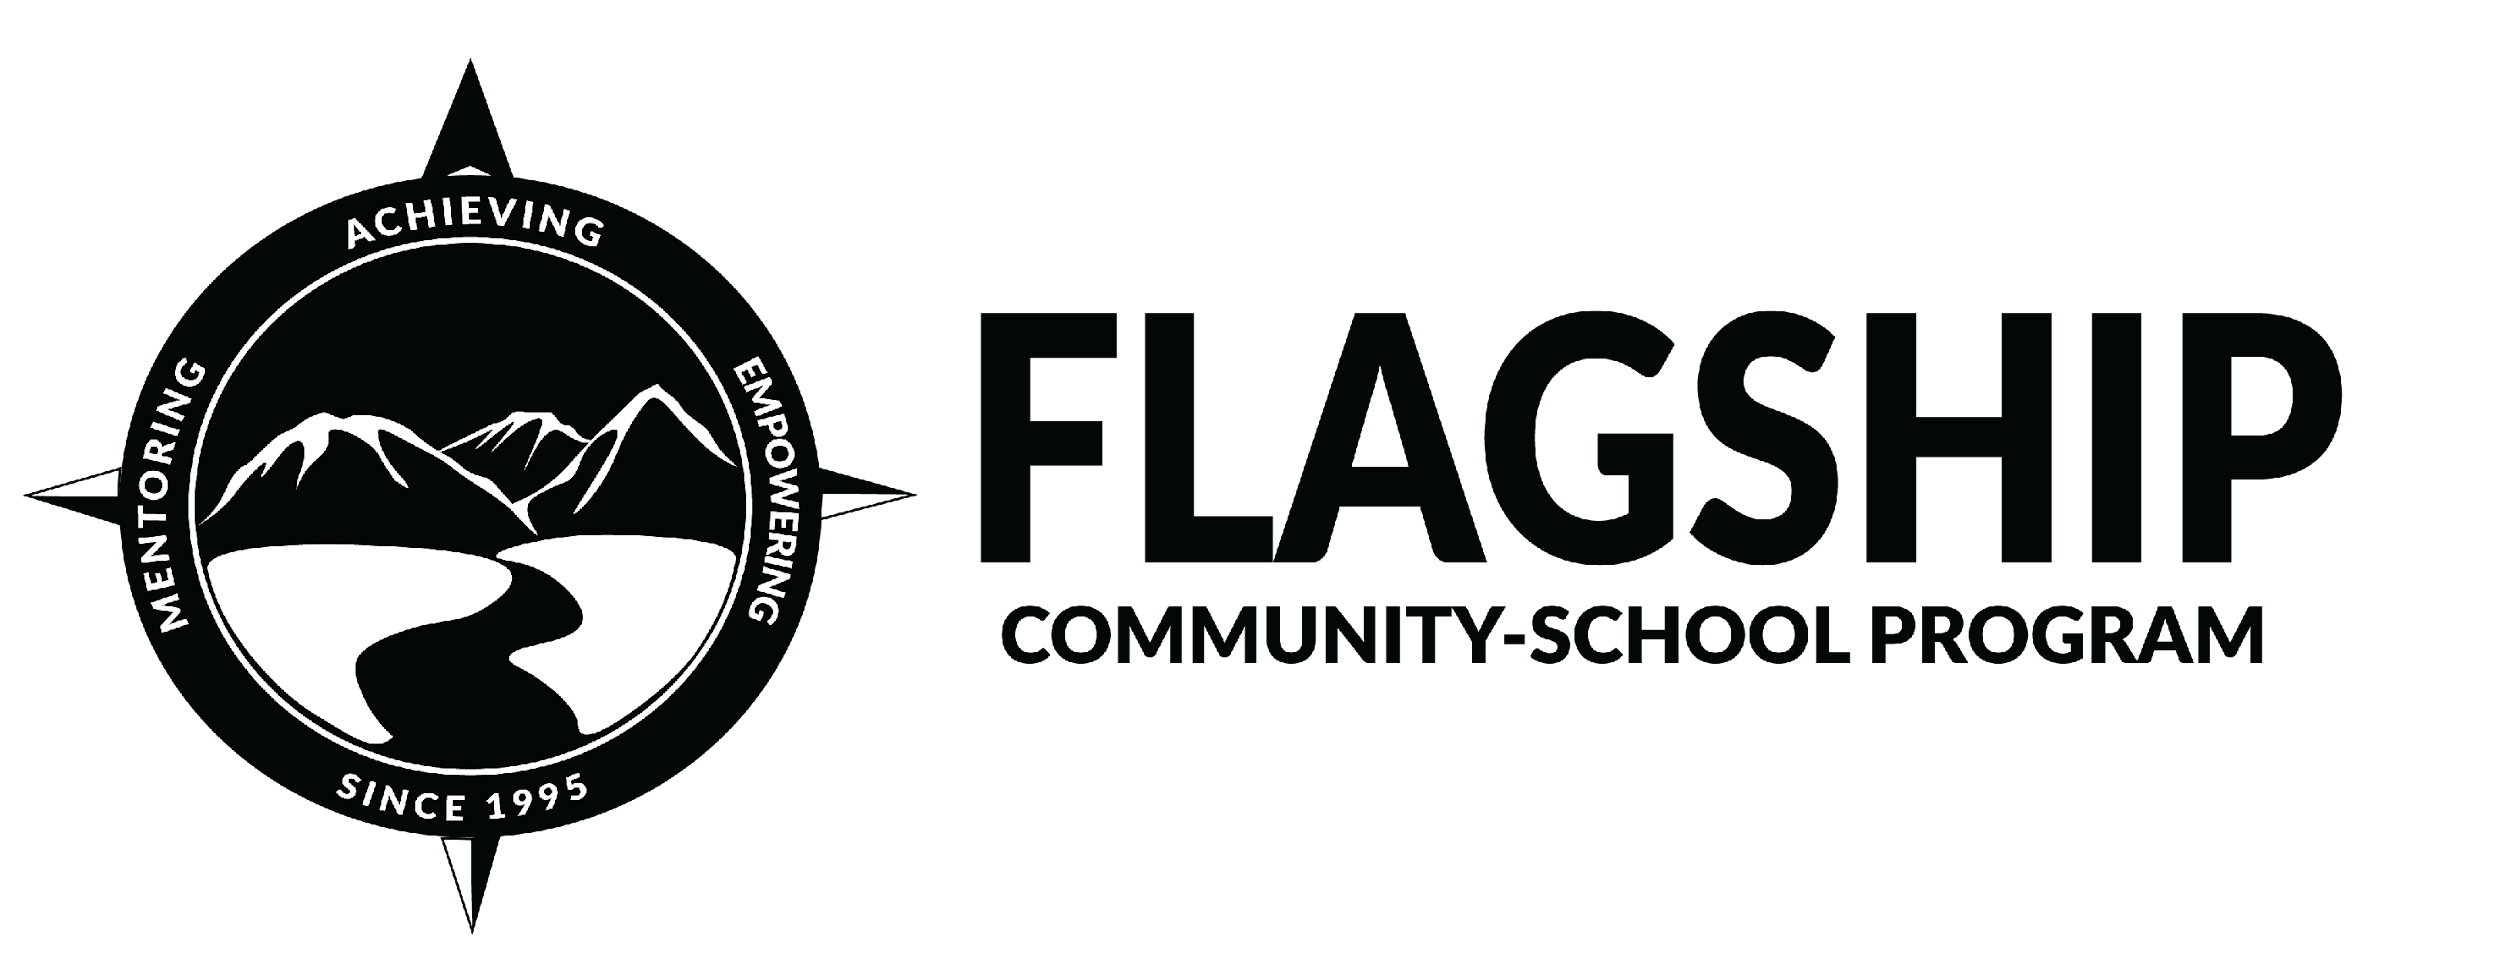 ACHIEVING
MENTORING
EMPOWERING
SINCE 1995
FLAGSHIP
COMMUNITY-SCHOOL PROGRAM